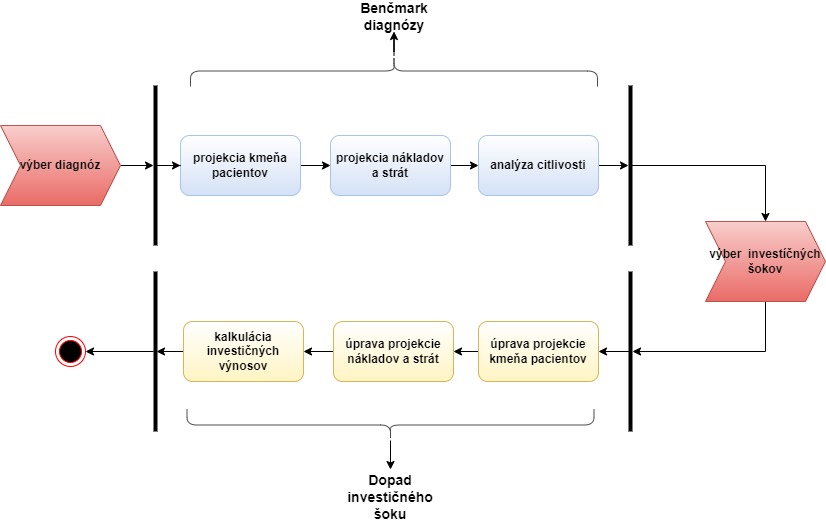 Benčmark
diagnózy
výber diagnóz
projekcia kmeňa
pacientov
projekcia nákladov
a strát
analýza citlivosti
výber  investíčných
šokov
úprava projekcie
kmeňa pacientov
úprava projekcie
nákladov a strát
kalkulácia
investičných
výnosov
Dopad
investičného
šoku